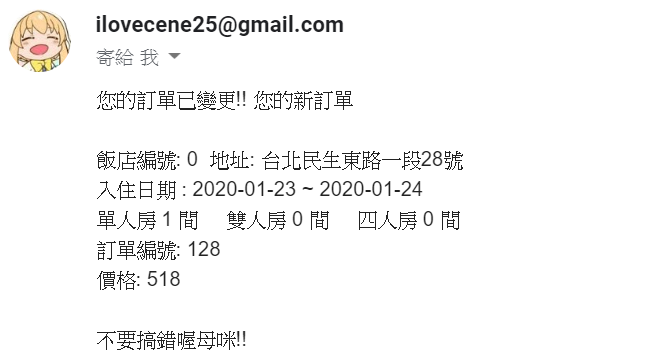 ilovecene25@gmail.com
寄給 我
您的訂單已變更!! 您的新訂單
飯店編號: 0 地址: 台北民生東路一段28號
入住日期 : 2020-01-23 ~ 2020-01-24
單人房 1 間 雙人房 0 間 四人房 0 間
訂單編號: 128
價格: 518
不要搞錯喔母咪!!